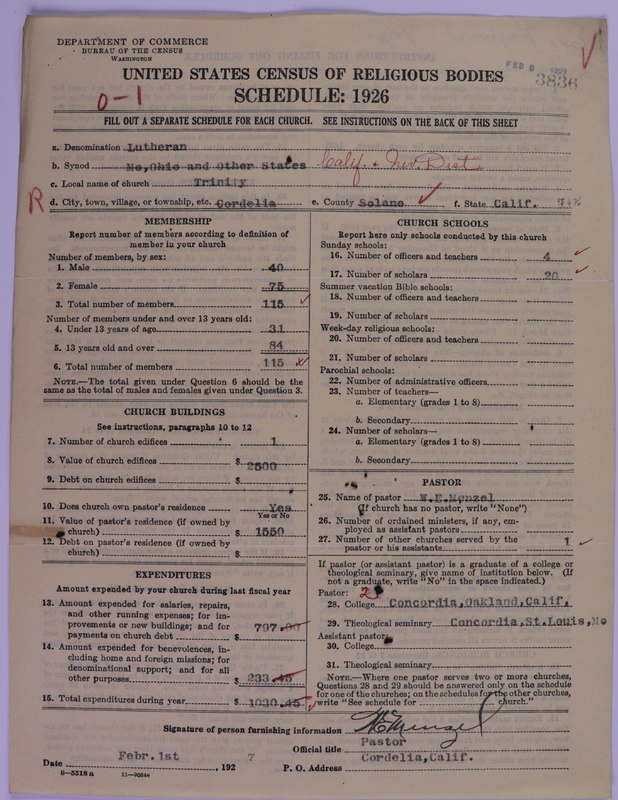 DEPARTMENT OF COMMERCE
BUREAU OF THE CENSUS
WASHINGTON
UNITED STATES CENSUS OF RELIGIOUS BODIES
SCHEDULE: 1926
FEB 8
3836
0-1
FILL OUT A SEPARATE SCHEDULE FOR EACH CHURCH. SEE INSTRUCTIONS ON THE BACK OF THIS SHEET
a. Denomination Lutheran
b. Synod Mo,Ohio and Other States Calif. + Nev. Dist.
c. Local name of church Trinity
R d. City, town, village, or township, etc. Cordelia e. County Solano f. State Calif.
MEMBERSHIP
Report number of members according to definition of
member in your church
Number of members, by sex:
1. Male 40
2. Female 75
3. Total number of members 115
Number of members under and over 13 years old:
4. Under 13 years of age 31
5. 13 years old and over 84
6. Total number of members 115
NOTE.—The total given under Question 6 should be the
same as the total of males and females given under Question 3.
CHURCH BUILDINGS
See instructions, paragraphs 10 to 12
7. Number of church edifices 1
8. Value of church edifices $ 2500
9. Debt on church edifices $
10. Does church own pastor's residence Yes
Yes or No
11. Value of pastor's residence (if owned by
church) $ 1550
12. Debt on pastor's residence (if owned by
church) $
EXPENDITURES
Amount expended by your church during last fiscal year
13. Amount expended for salaries, repairs,
and other running expenses; for im-
provements or new buildings; and for
payments on church debt $ 797.00
14. Amount expended for benevolences, in-
cluding home and foreign missions; for
denominational support; and for all
other purposes $ 233.45
15. Total expenditures during year $ 1030.45
CHURCH SCHOOLS
Report here only schools conducted by this church
Sunday schools:
16. Number of officers and teachers 4
17. Number of scholars 20
Summer vacation Bible schools:
18. Number of officers and teachers
19. Number of scholars
Week-day religious schools:
20. Number of officers and teachers
21. Number of scholars
Parochial schools:
22. Number of administrative officers
23. Number of teachers—
a. Elementary (grades 1 to 8)
b. Secondary
24. Number of scholars—
a. Elementary (grades 1 to 8)
b. Secondary
PASTOR
25. Name of pastor W.E.Menzel
(If church has no pastor, write "None")
26. Number of ordained ministers, if any, em-
ployed as assistant pastors
27. Number of other churches served by the
pastor or his assistants 1
If pastor (or assistant pastor) is a graduate of a college or
theological seminary, give name of institution below. (If
not a graduate, write "No" in the space indicated.)
Pastor: 2
28. College Concordia,Oakland,Calif.
29. Theological seminary Concordia,St.Louis,Mo
Assistant pastor:
30. College
31. Theological seminary
NOTE.—Where one pastor serves two or more churches,
Questions 28 and 29 should be answered only on the schedule
for one of the churches; on the schedules for the other churches,
write "See schedule for church."
Signature of person furnishing information WEMenzel
Official title Pastor
Date Febr. 1st, 192 7
P. O. Address Cordelia,Calif.
8-5518 a 11-9554